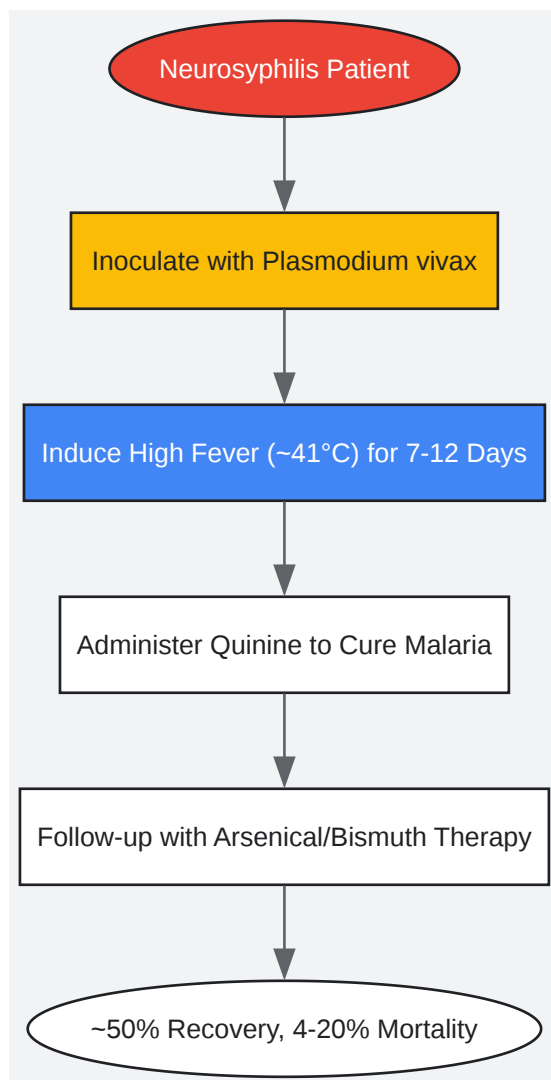 Neurosyphilis Patient
Inoculate with Plasmodium vivax
Induce High Fever (~41°C) for 7-12 Days
Administer Quinine to Cure Malaria
Follow-up with Arsenical/Bismuth Therapy
~50% Recovery, 4-20% Mortality